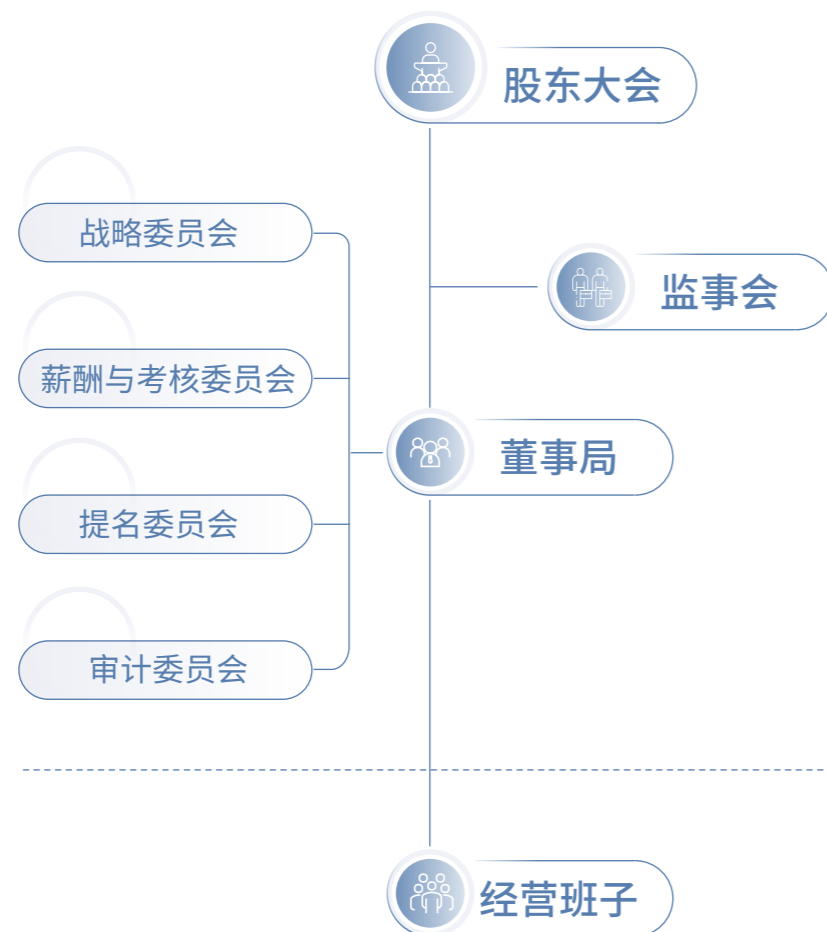 股东大会
战略委员会
监事会
薪酬与考核委员会
董事局
提名委员会
审计委员会
经营班子